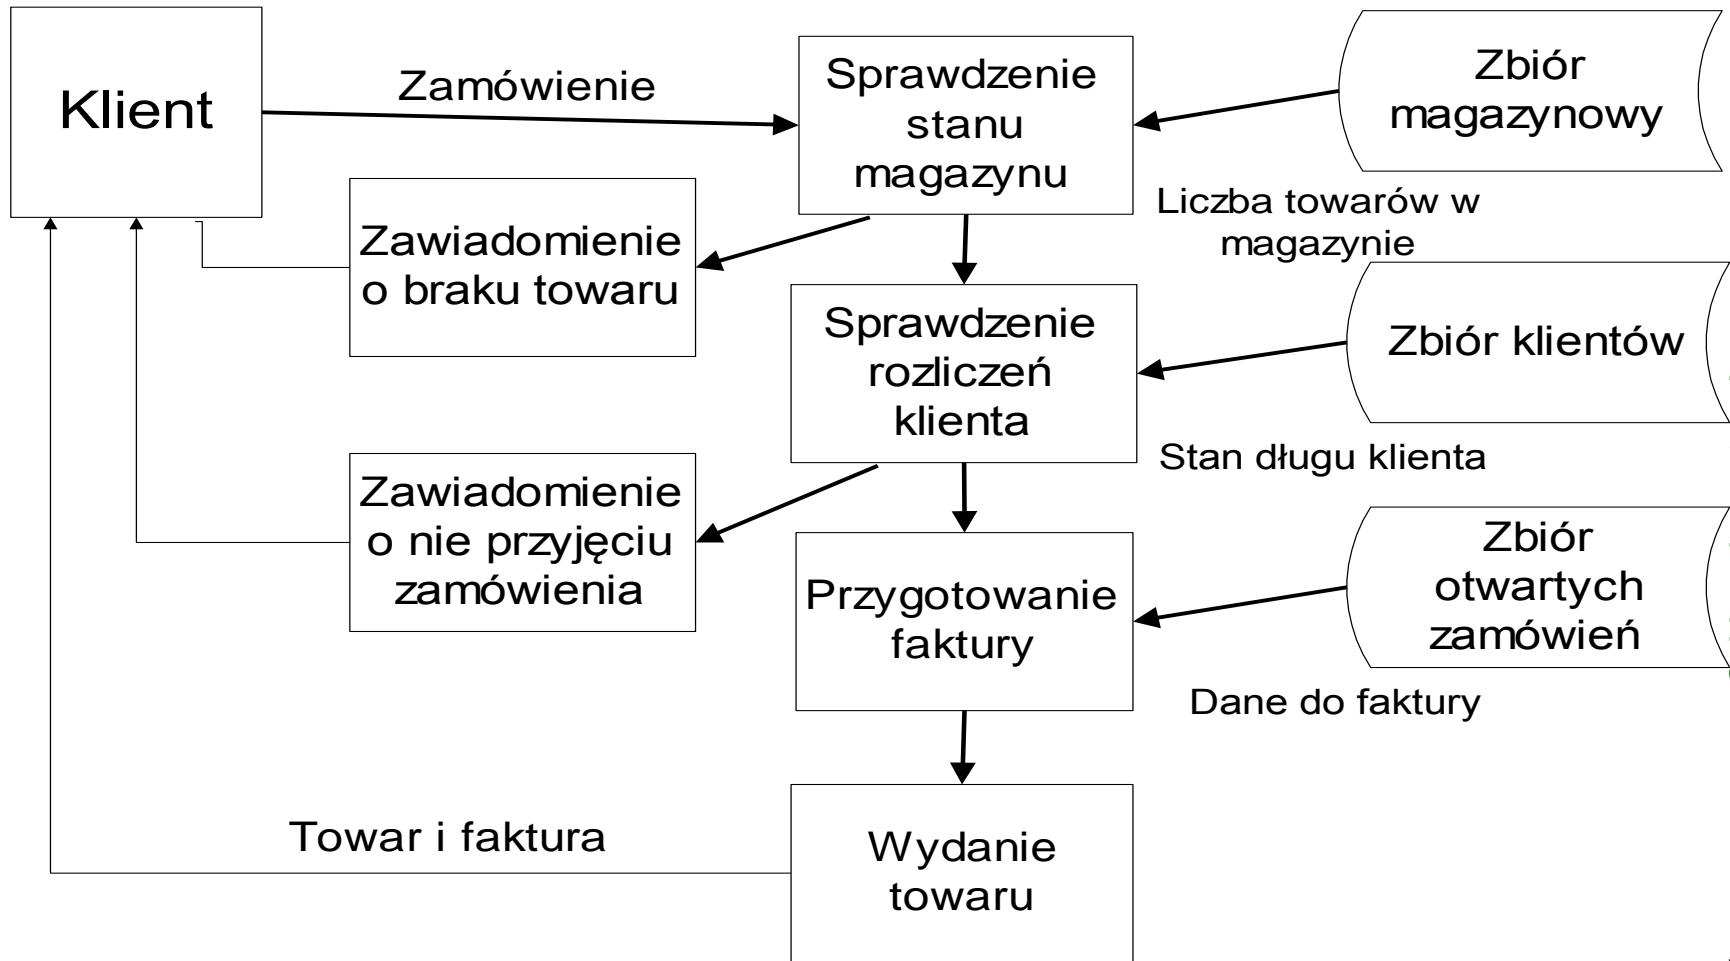 Klient
Zamówienie
Sprawdzenie
stanu
magazynu
Zbiór
magazynowy
Liczba towarów w
magazynie
Zawiadomienie
o braku towaru
Sprawdzenie
rozliczeń
klienta
Zbiór klientów
Stan długu klienta
Zawiadomienie
o nie przyjęciu
zamówienia
Przygotowanie
faktury
Zbiór
otwartych
zamówień
Dane do faktury
Towar i faktura
Wydanie
towaru